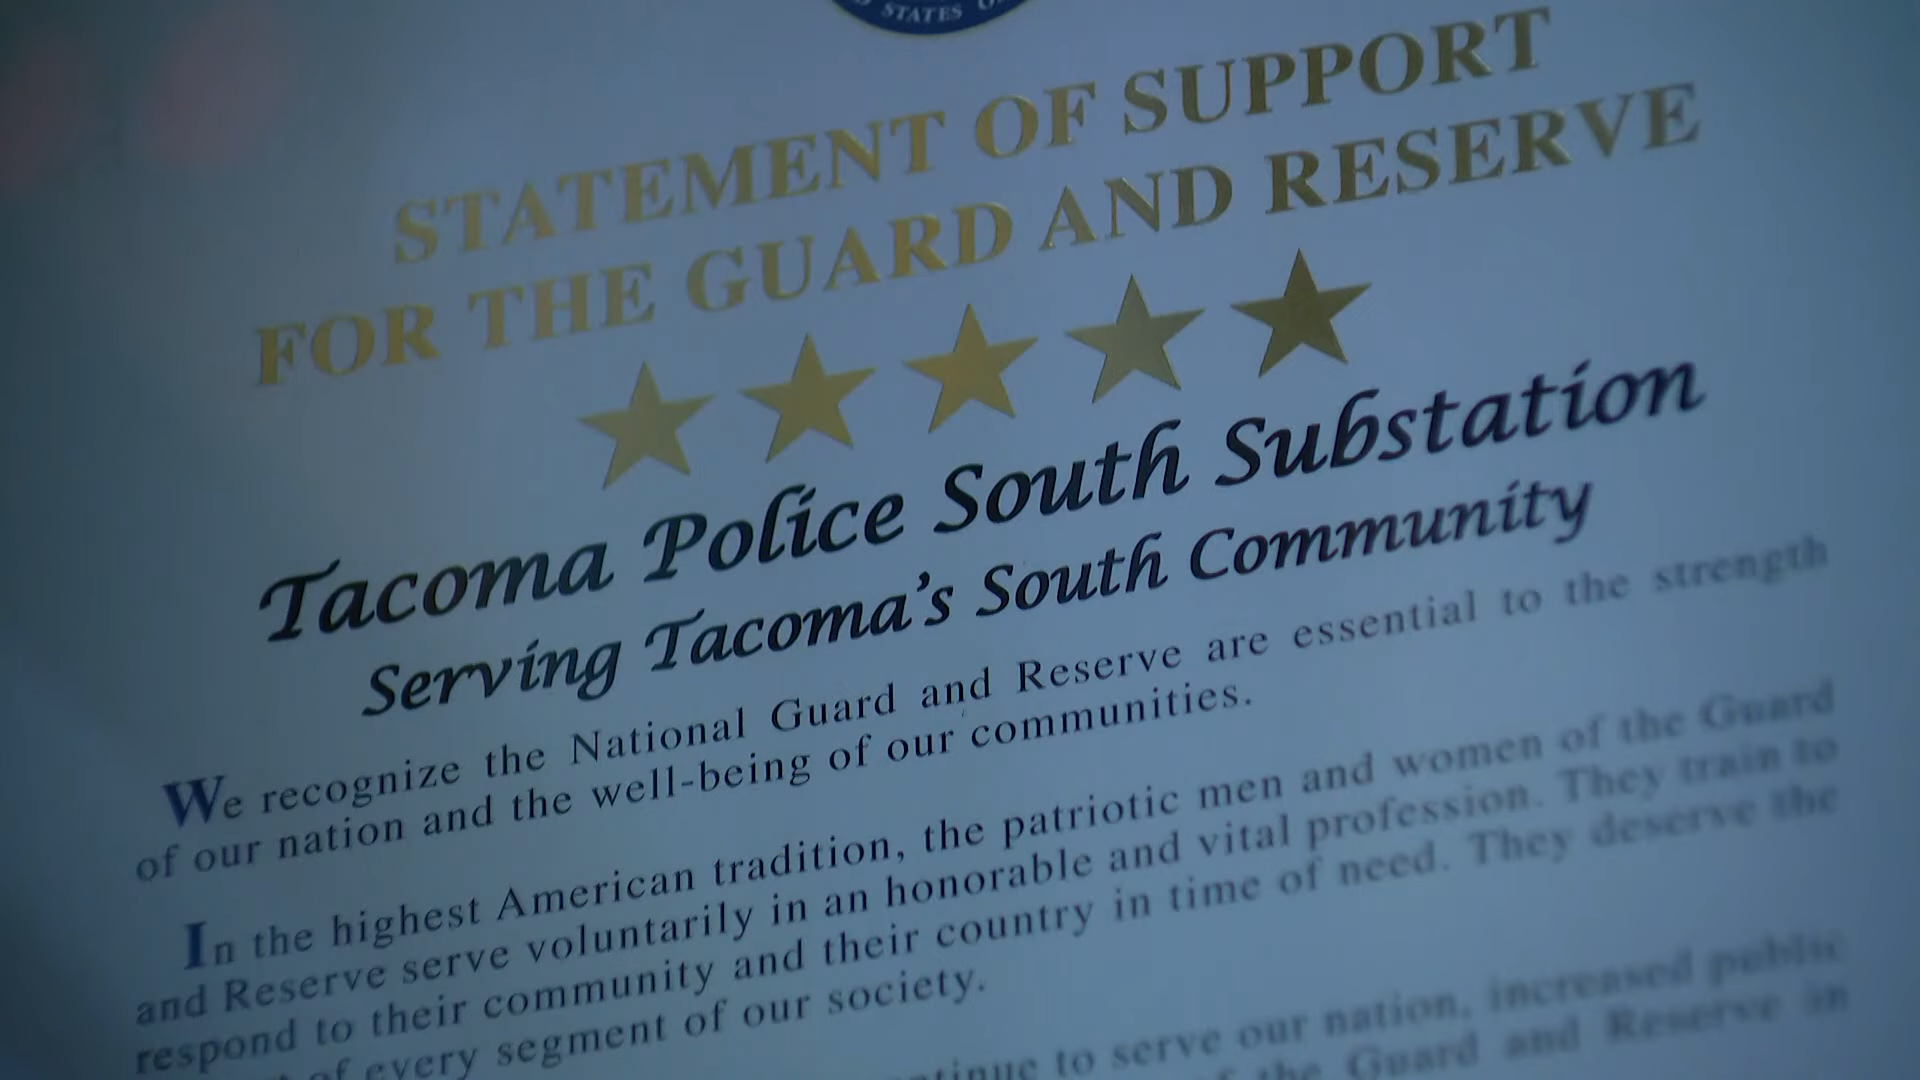 STATES
STATEMENT OF SUPPORT
FOR THE GUARD AND RESERVE
Tacoma Police South Substation
Serving Tacoma's South Community
We recognize the National Guard and Reserve are essential to the strength
of our nation and the well-being of our communities.
In the highest American tradition, the patriotic men and women of the Guard
and Reserve serve voluntarily in an honorable and vital profession. They train to
respond to their community and their country in time of need. They deserve the
of every segment of our society.
to serve our nation, increased public
the Guard and Reserve in